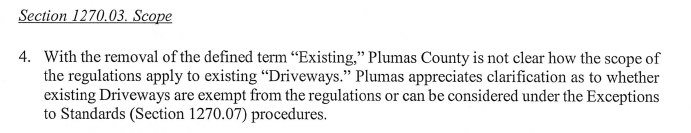 Section 1270.03. Scope
4. With the removal of the defined term “Existing,” Plumas County is not clear how the scope of
the regulations apply to existing “Driveways.” Plumas appreciates clarification as to whether
existing Driveways are exempt from the regulations or can be considered under the Exceptions
to Standards (Section 1270.07) procedures.